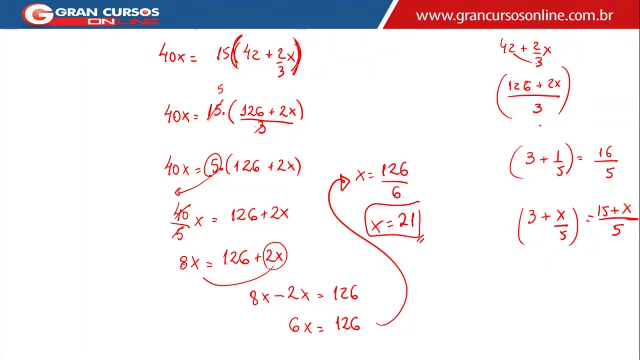 GRAN CURSOS
ONLINE
www.grancursosonline.com.br
40x = 15 (42 + 2/3 x)
40x = 15 5 · (126 + 2x)/3
40x = 5 · (126 + 2x)
40/5 x = 126 + 2x
8x = 126 + 2x
8x - 2x = 126
6x = 126
x = 126/6
x = 21
42 + 2/3 x
(126 + 2x / 3)
(3 + 1/5) = 16/5
(3 + x/5) = 15 + x / 5